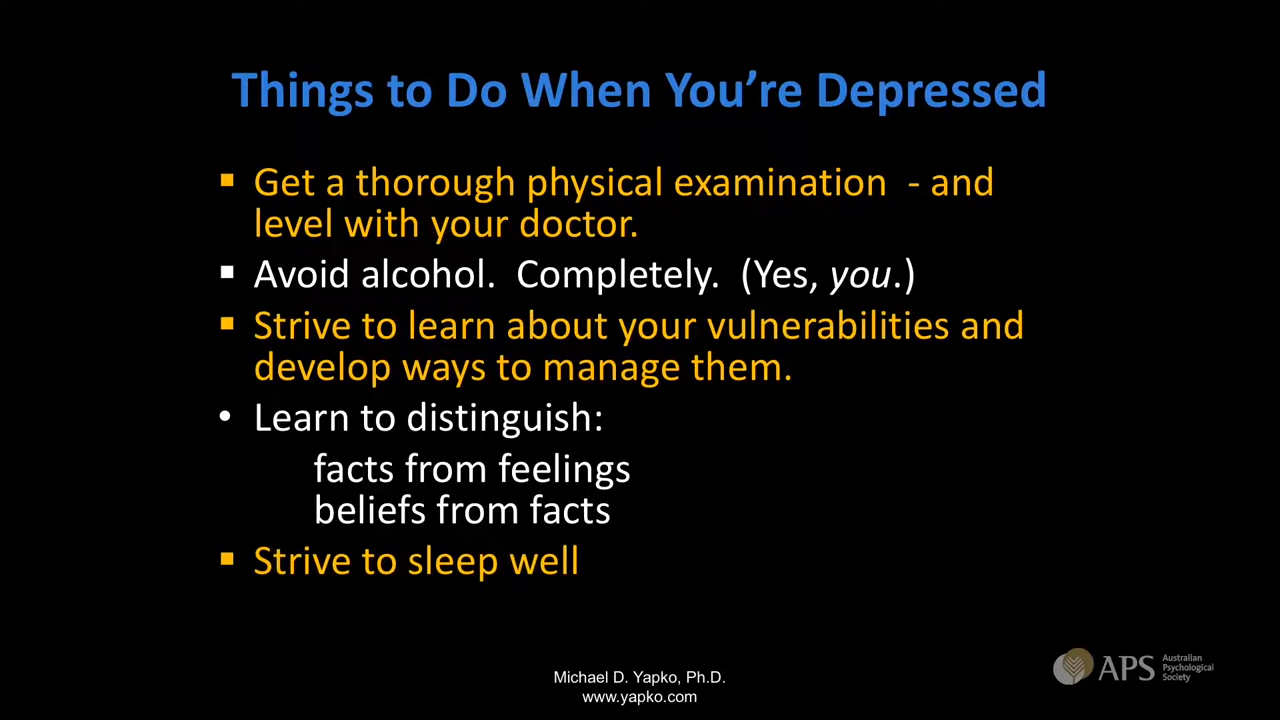 Things to Do When You’re Depressed
▪ Get a thorough physical examination - and
level with your doctor.
▪ Avoid alcohol. Completely. (Yes, you.)
▪ Strive to learn about your vulnerabilities and
develop ways to manage them.
• Learn to distinguish:
facts from feelings
beliefs from facts
▪ Strive to sleep well
Michael D. Yapko, Ph.D.
www.yapko.com
APS
Australian
Psychological
Society